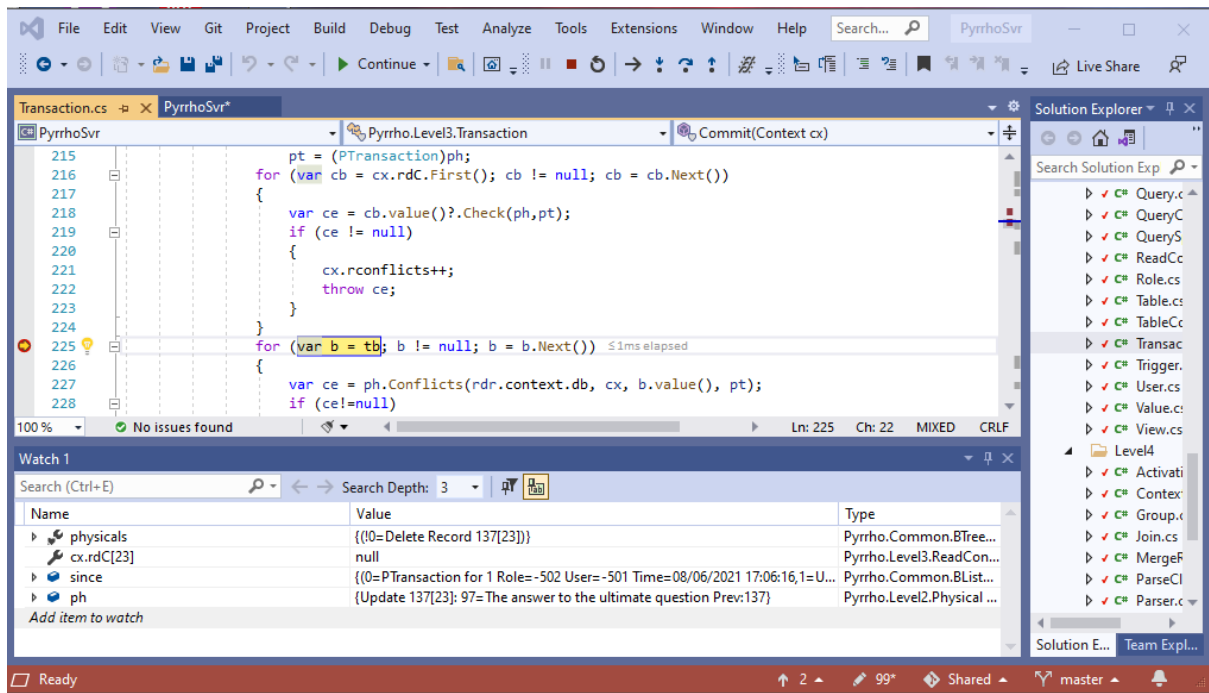 File Edit View Git Project Build Debug Test Analyze Tools Extensions Window Help Search... PyrrhoSvr
Continue Live Share
Transaction.cs PyrrhoSvr*
C# PyrrhoSvr Pyrrho.Level3.Transaction Commit(Context cx)
215 pt = (PTransaction)ph;
216 for (var cb = cx.rdC.First(); cb != null; cb = cb.Next())
217 {
218 var ce = cb.value()?.Check(ph,pt);
219 if (ce != null)
220 {
221 cx.rconflicts++;
222 throw ce;
223 }
224 }
225 for (var b = tb; b != null; b = b.Next()) ≤1ms elapsed
226 {
227 var ce = ph.Conflicts(rdr.context.db, cx, b.value(), pt);
228 if (ce!=null)
100 % No issues found Ln: 225 Ch: 22 MIXED CRLF
Watch 1
Search (Ctrl+E) Search Depth: 3
Name Value Type
physicals {(!0=Delete Record 137[23])} Pyrrho.Common.BTree...
cx.rdC[23] null Pyrrho.Level3.ReadCon...
since {(0=PTransaction for 1 Role=-502 User=-501 Time=08/06/2021 17:06:16,1=U... Pyrrho.Common.BList...
ph {Update 137[23]: 97=The answer to the ultimate question Prev:137} Pyrrho.Level2.Physical ...
Add item to watch
Solution Explorer
Search Solution Exp
C# Query.c
C# QueryC
C# QueryS
C# ReadCo
C# Role.cs
C# Table.cs
C# TableCo
C# Transac
C# Trigger.
C# User.cs
C# Value.cs
C# View.cs
Level4
C# Activati
C# Contex
C# Group.c
C# Join.cs
C# MergeR
C# ParseCl
C# Parser.c
Solution E... Team Expl...
Ready 2 99* Shared master